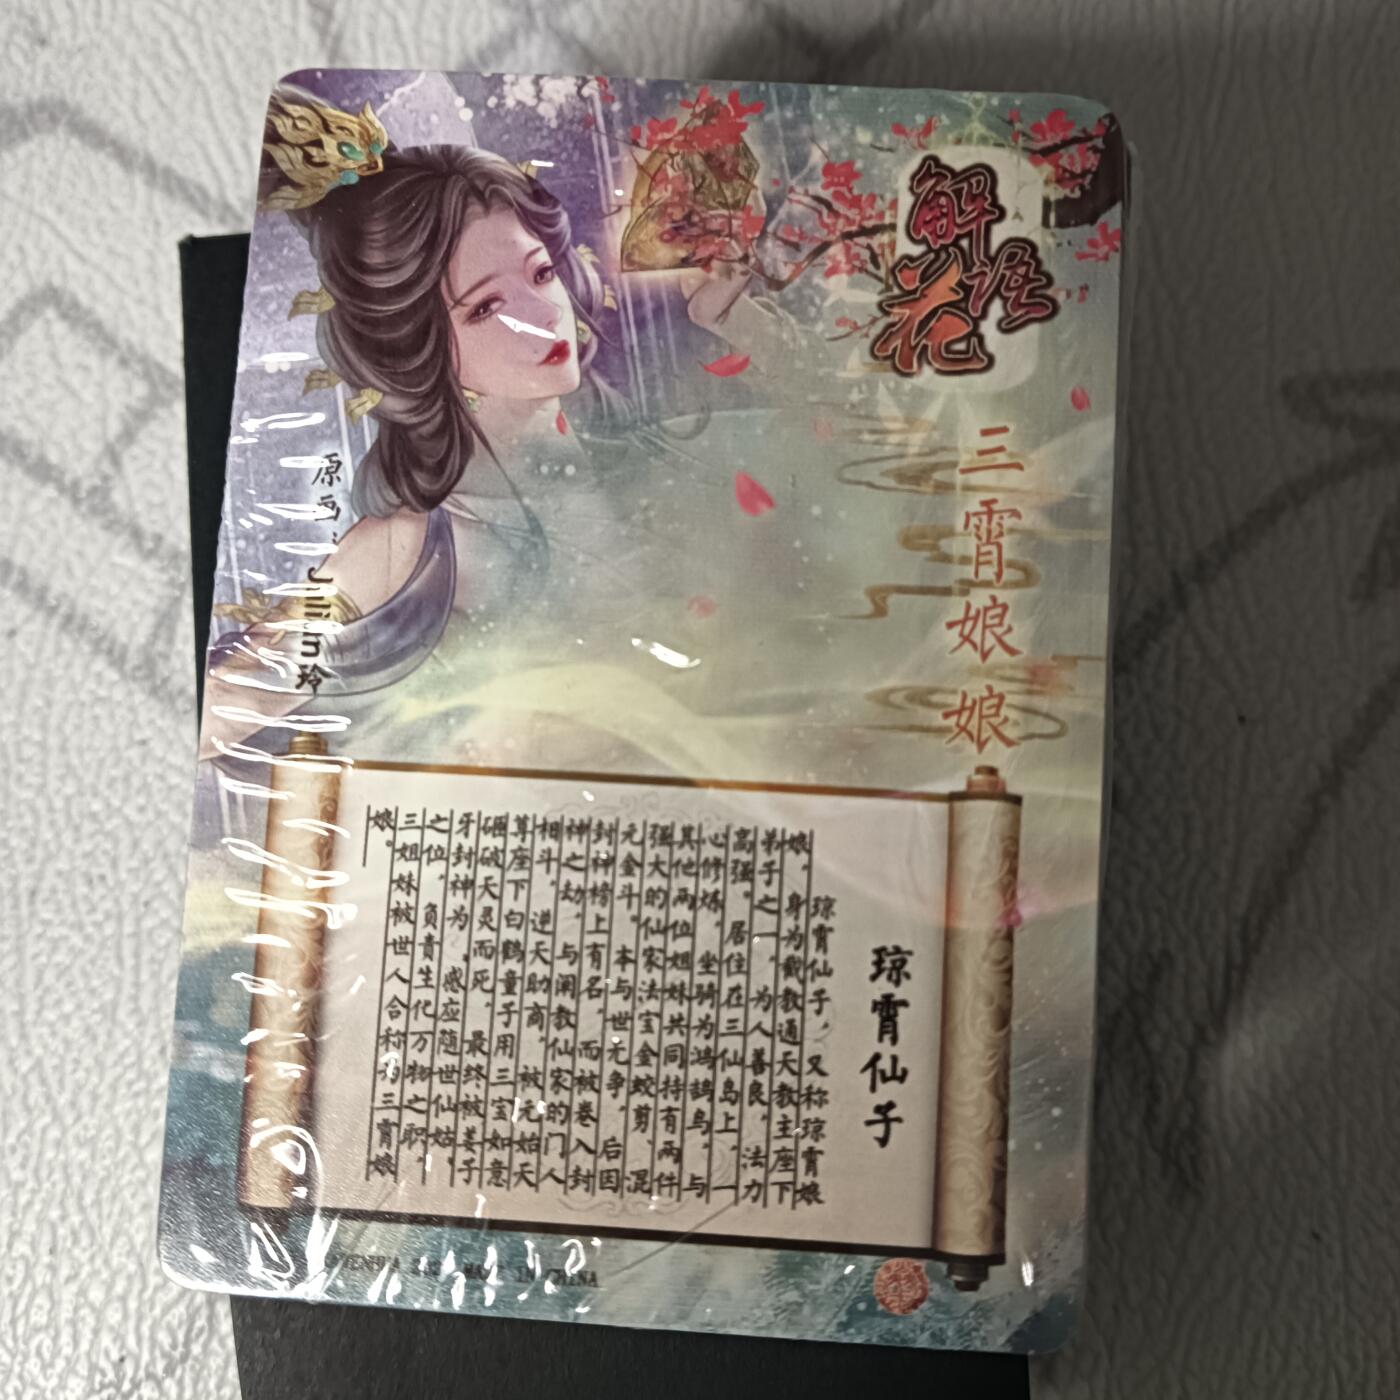 解语花
三霄娘娘
原画：Julian玲
琼霄仙子
琼霄仙子，又称琼霄娘
娘，身为截教通天教主座下
弟子之一，为人善良，法力
高强。居住在三仙岛上，一
心修炼，坐骑为鸿鹄鸟，与
其他两位姐妹共同持有两件
强大的仙家法宝金蛟剪、混
元金斗。本与世无争，后因
封神榜上有名，而被卷入封
神之劫，与阐教仙家的门人
相斗，逆天助商，被元始天
尊座下白鹤童子用三宝如意
砸破天灵而死，最终被姜子
牙封神为，感应随世仙姑，
之位，负责生化万物之职，
三姐妹被世人合称为三霄娘
娘。
IN CHINA